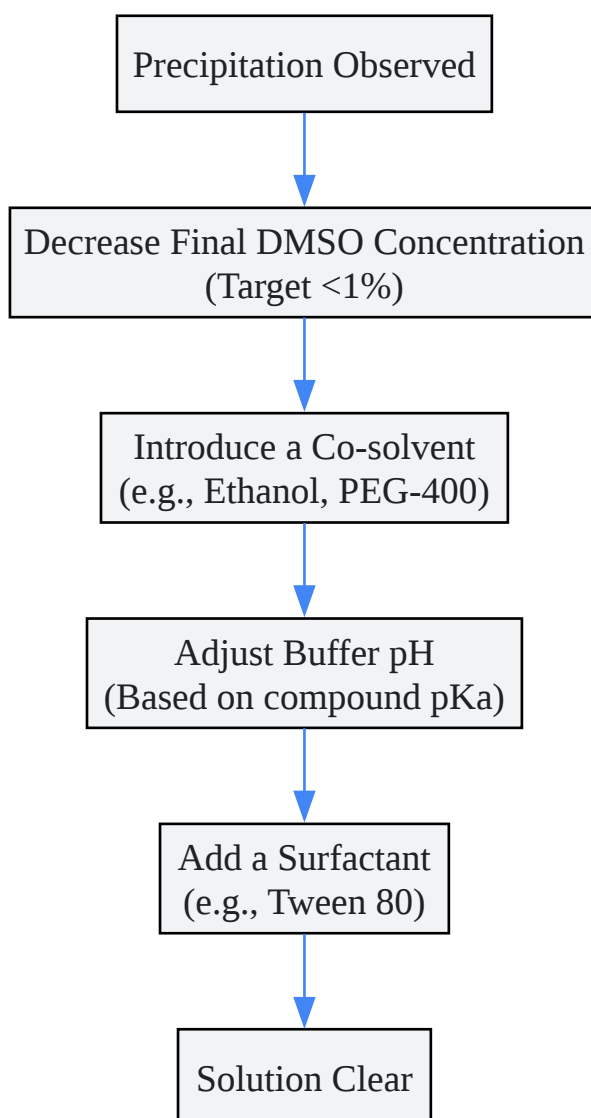 Precipitation Observed
Decrease Final DMSO Concentration
(Target <1%)
Introduce a Co-solvent
(e.g., Ethanol, PEG-400)
Adjust Buffer pH
(Based on compound pKa)
Add a Surfactant
(e.g., Tween 80)
Solution Clear